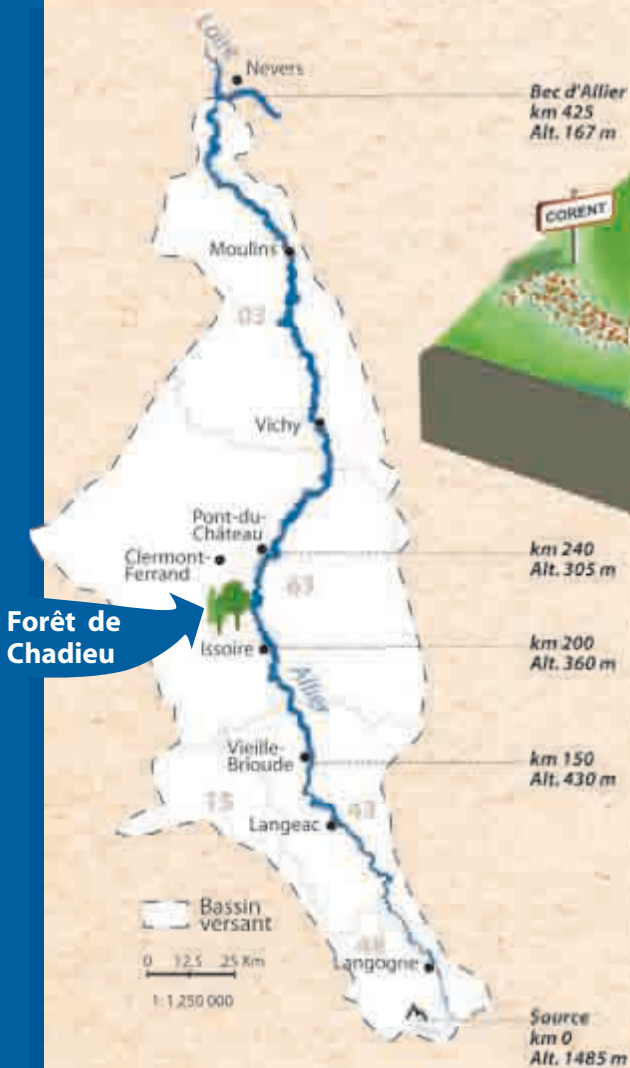 Loire
Nevers
Bec d'Allier
km 425
Alt. 167 m
CORENT
Moulins
03
Vichy
Pont-du-
Château
Clermont-
Ferrand
km 240
Alt. 305 m
63
Forêt de
Chadieu
Issoire
km 200
Alt. 360 m
Allier
Vieille-
Brioude
km 150
Alt. 430 m
15
43
Langeac
Bassin
versant
0 12,5 25 Km
1: 1 250 000
48
Langogne
Source
km 0
Alt. 1485 m